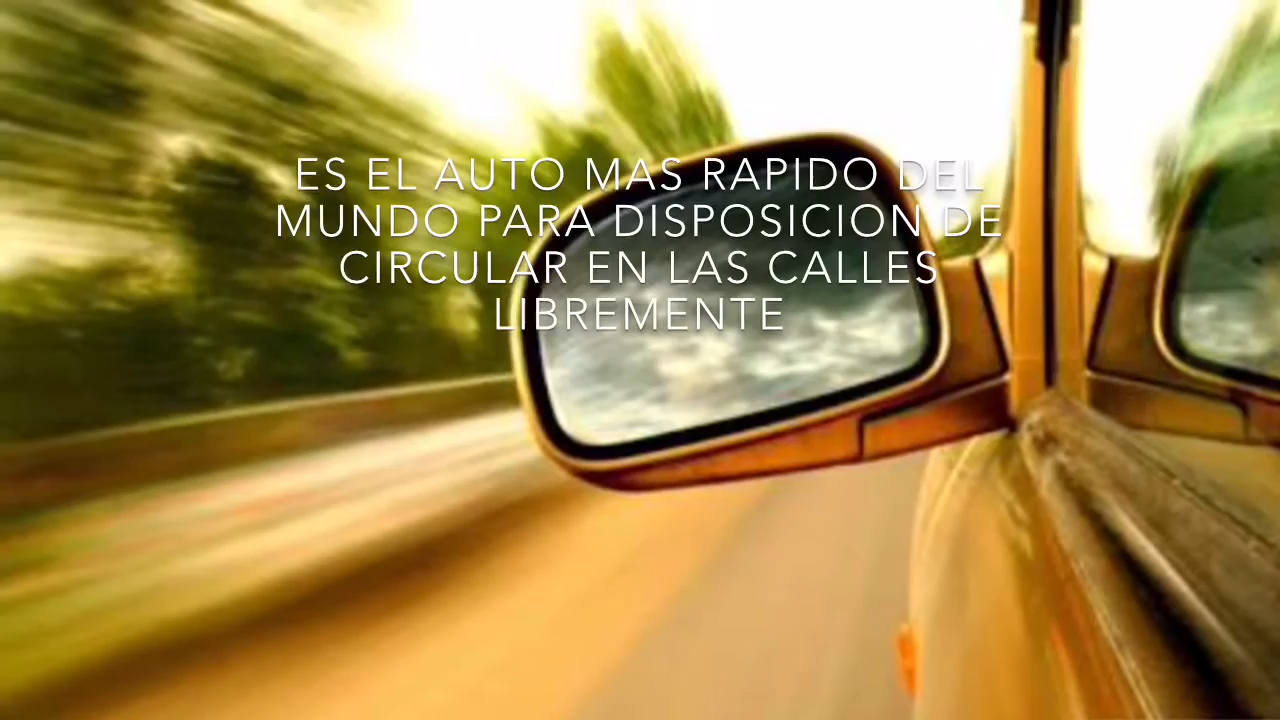 ES EL AUTO MAS RAPIDO DEL
MUNDO PARA DISPOSICION DE
CIRCULAR EN LAS CALLES
LIBREMENTE